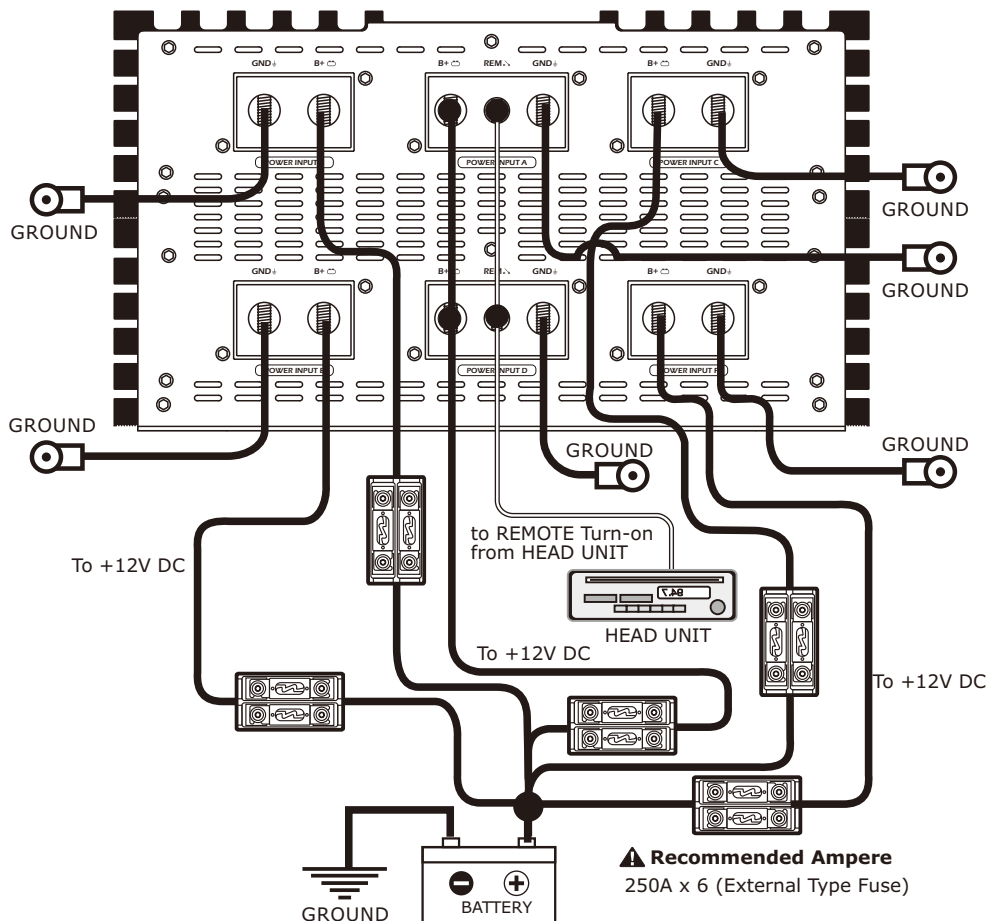 GND B+
B+ REM GND
B+ GND
POWER INPUT
POWER INPUT A
POWER INPUT C
GROUND
GROUND
GROUND
GND B+
B+ REM GND
B+ GND
POWER INPUT
POWER INPUT D
POWER INPUT
GROUND
GROUND
GROUND
to REMOTE Turn-on
from HEAD UNIT
To +12V DC
94.7
HEAD UNIT
To +12V DC
To +12V DC
Recommended Ampere
250A x 6 (External Type Fuse)
BATTERY
GROUND